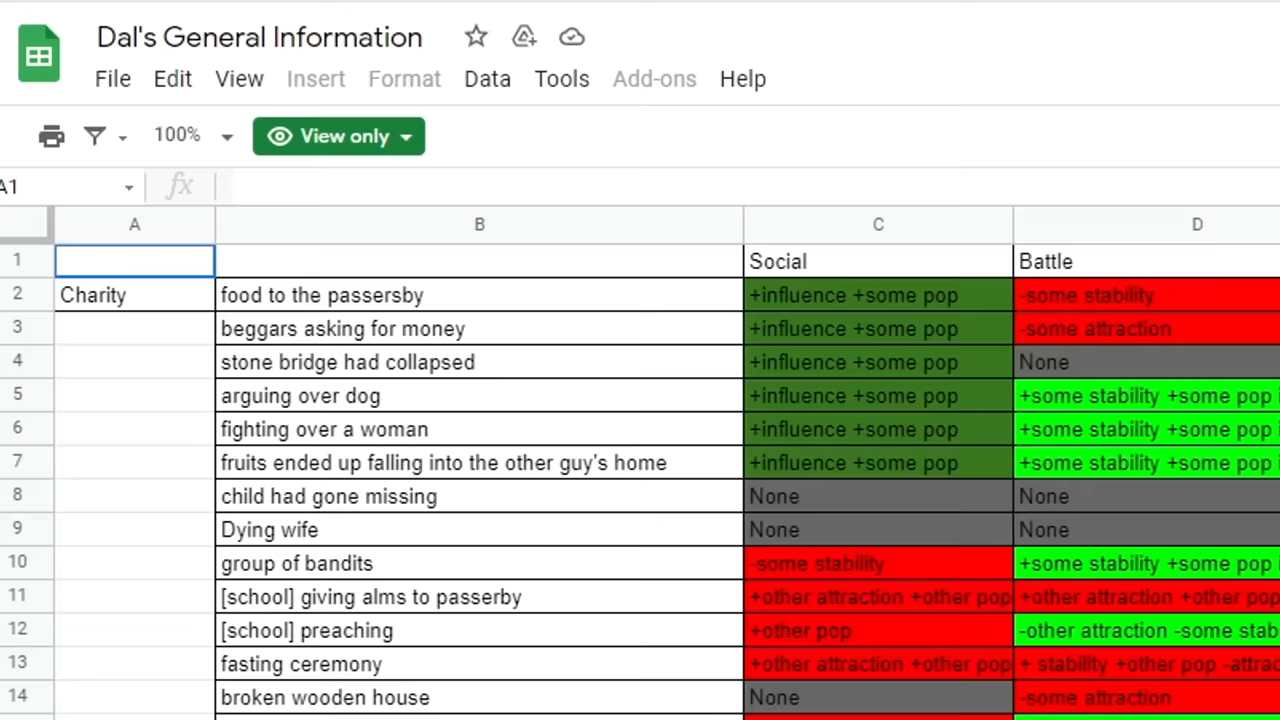 Dal's General Information
File Edit View Insert Format Data Tools Add-ons Help
100% View only
A1 fx
A B C D
1 Social Battle
2 Charity food to the passersby +influence +some pop -some stability
3 beggars asking for money +influence +some pop -some attraction
4 stone bridge had collapsed +influence +some pop None
5 arguing over dog +influence +some pop +some stability +some pop
6 fighting over a woman +influence +some pop +some stability +some pop
7 fruits ended up falling into the other guy's home +influence +some pop +some stability +some pop
8 child had gone missing None None
9 Dying wife None None
10 group of bandits -some stability +some stability +some pop
11 [school] giving alms to passerby +other attraction +other pop +other attraction +other pop
12 [school] preaching +other pop -other attraction -some stab
13 fasting ceremony +other attraction +other pop + stability +other pop -attrac
14 broken wooden house None -some attraction